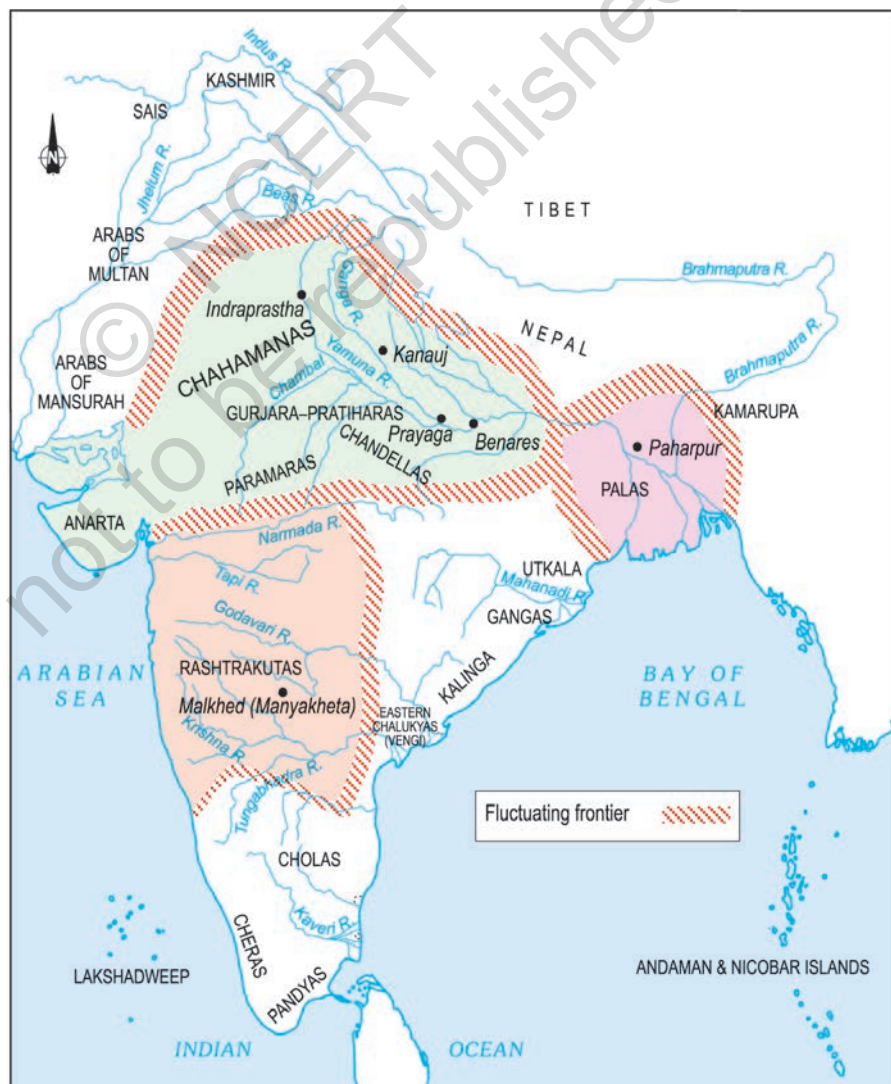 © NCERT
not to be republished
Indus R.
KASHMIR
SAIS
N
Jhelum R.
Beas R.
TIBET
ARABS
OF
MULTAN
Brahmaputra R.
Ganga R.
Indraprastha
NEPAL
CHAHAMANAS
Kanauj
Brahmaputra R.
ARABS
OF
MANSURAH
Yamuna R.
Chambal
GURJARA–PRATIHARAS
KAMARUPA
Prayaga
Benares
CHANDELLAS
Paharpur
PARAMARAS
PALAS
ANARTA
Narmada R.
Tapi R.
UTKALA
Mahanadi R.
Godavari R.
GANGAS
RASHTRAKUTAS
KALINGA
ARABIAN
SEA
BAY OF
BENGAL
Malkhed (Manyakheta)
EASTERN
CHALUKYAS
(VENGI)
Krishna R.
Tungabhadra R.
Fluctuating frontier
CHOLAS
Kaveri R.
CHERAS
LAKSHADWEEP
PANDYAS
ANDAMAN & NICOBAR ISLANDS
INDIAN
OCEAN